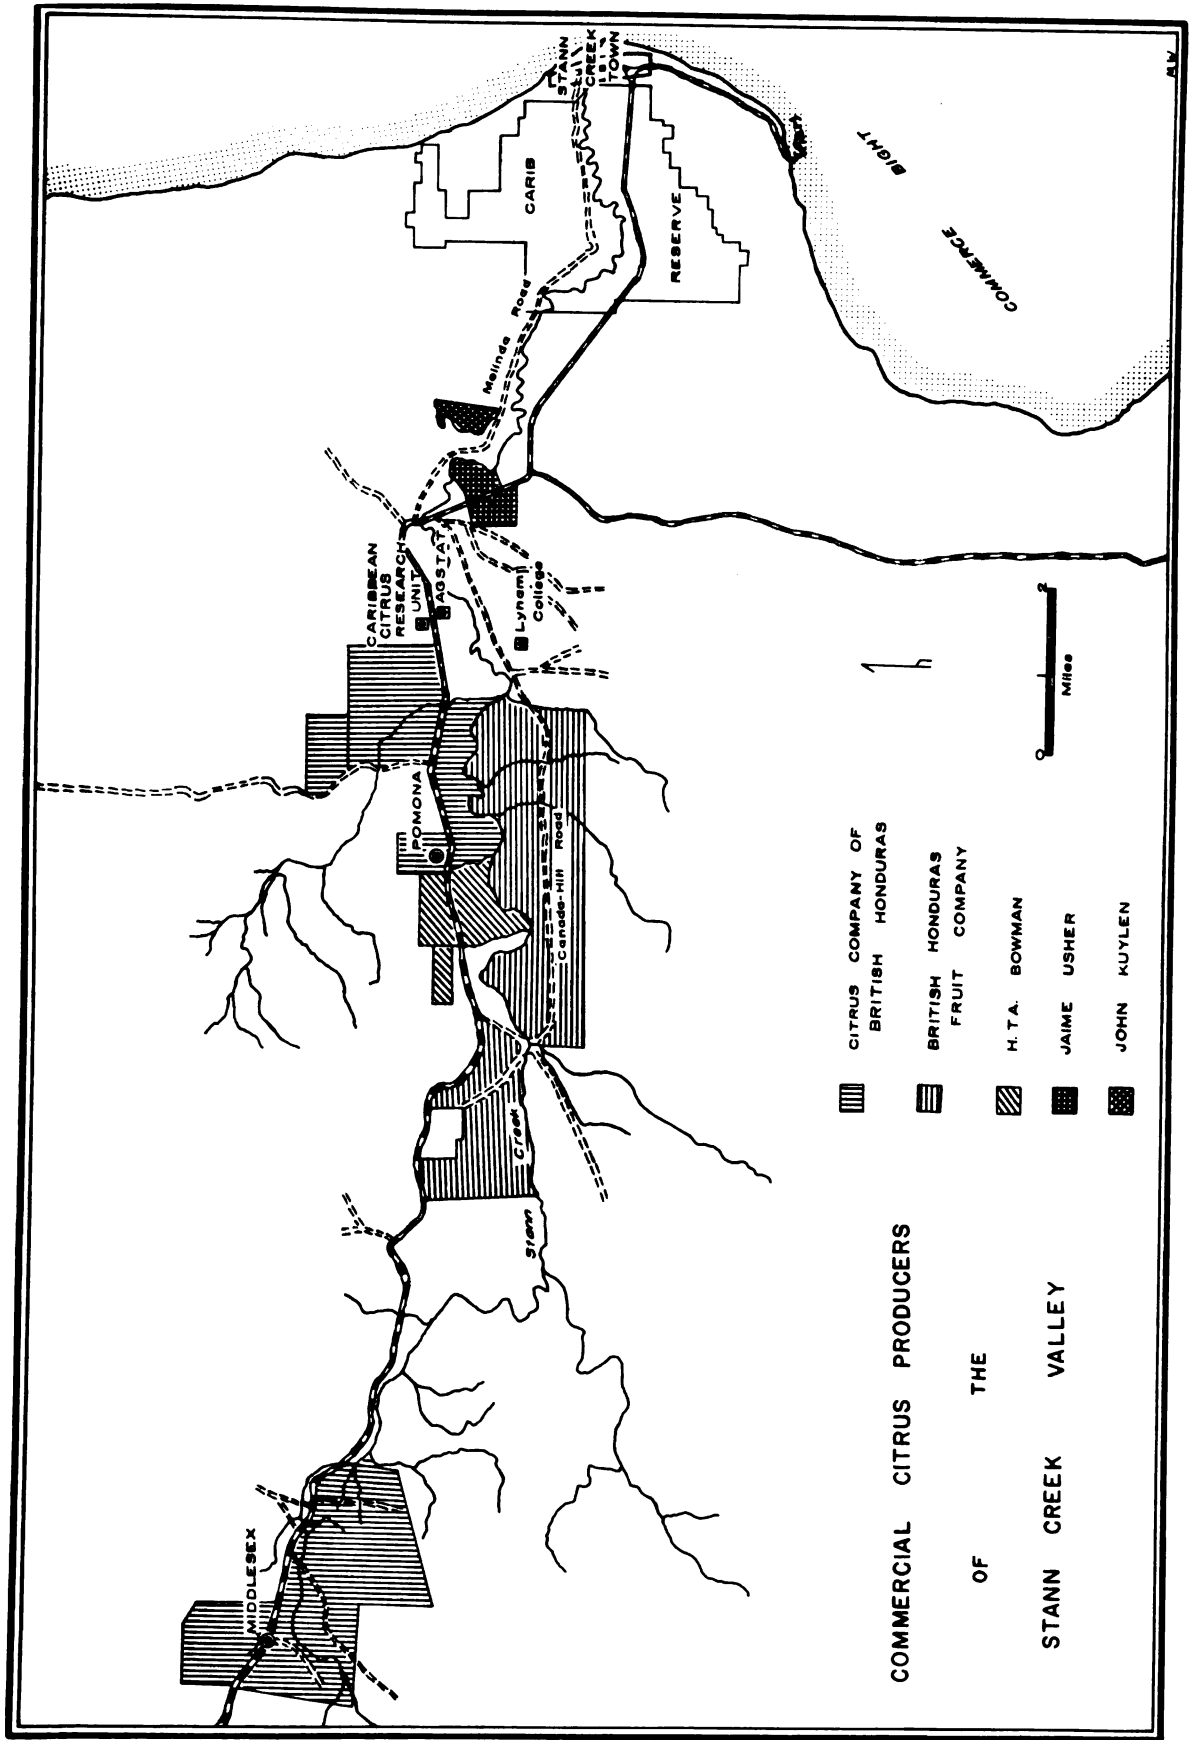 COMMERCIAL CITRUS PRODUCERS
OF THE
STANN CREEK VALLEY
CITRUS COMPANY OF
BRITISH HONDURAS
BRITISH HONDURAS
FRUIT COMPANY
H.T.A. BOWMAN
JAIME USHER
JOHN KUYLEN
0
2
Miles
MIDDLESEX
Stann Creek
Canada-Hill Road
POMONA
CARIBBEAN
CITRUS
RESEARCH
UNIT
AGSTAT
Lynam
College
Melinda Road
CARIB
RESERVE
STANN
CREEK
TOWN
COMMERCE BIGHT
M.W